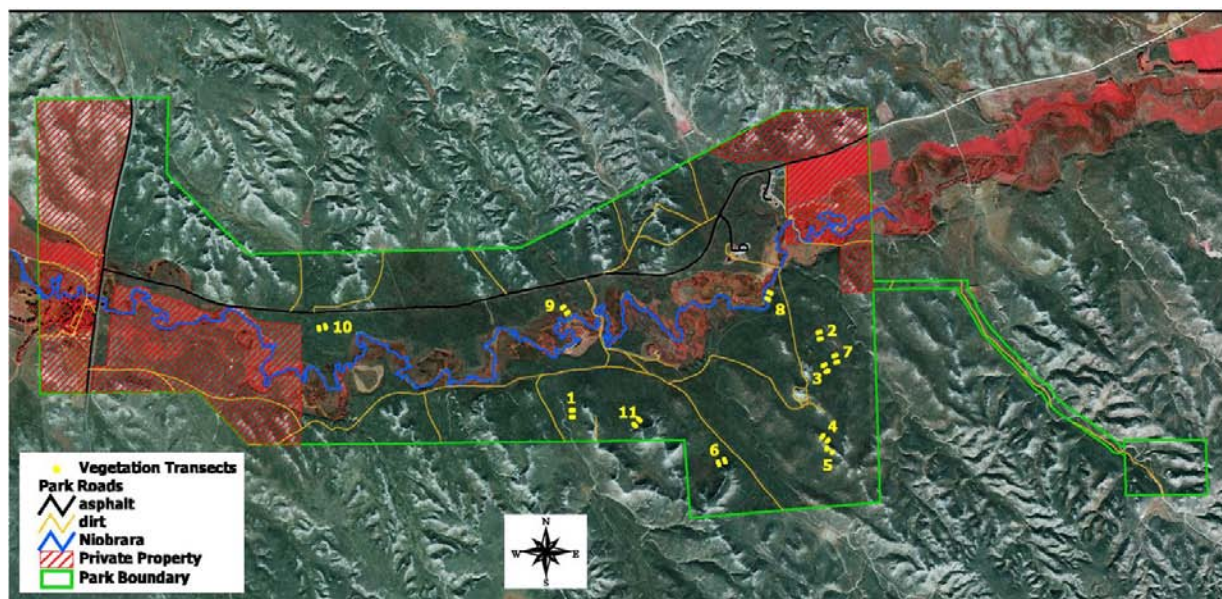 9
8
10
2
7
3
1
11
4
6
5
Vegetation Transects
Park Roads
asphalt
dirt
Niobrara
Private Property
Park Boundary
N
W E
S